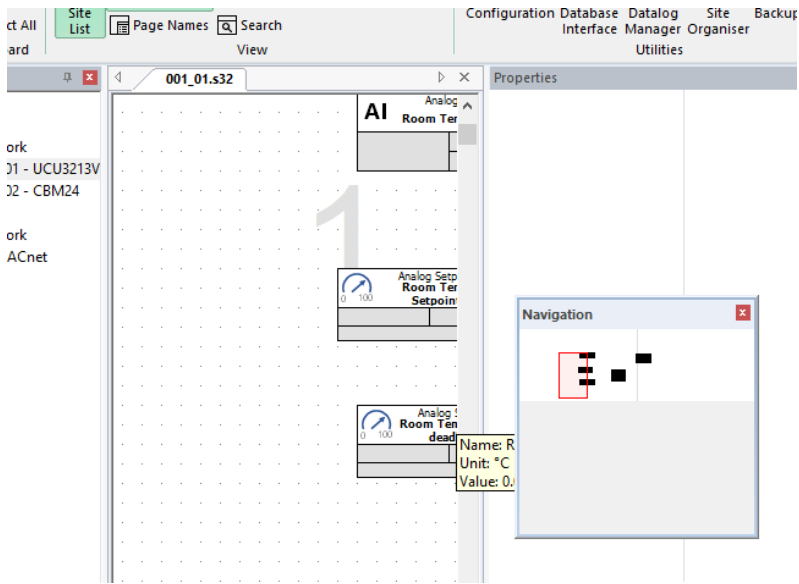 ct All
Site
List
Page Names
Search
Configuration
Database
Interface
Datalog
Manager
Site
Organiser
Backup
ard
View
Utilities
001_01.s32
Properties
ork
01 - UCU3213V
02 - CBM24
ork
ACnet
AI
Analog
Room Ter
1
Analog Setp
Room Ter
Setpoint
0 100
Analog S
Room Ten
dead
0 100
Name: R
Unit: °C
Value: 0.
Navigation